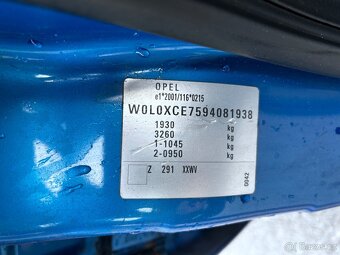 OPEL
e1*2001/116*0215
W0L0XCE7594081938
1930 kg
3260 kg
1-1045 kg
2-0950 kg
Z 291 XXWV
0042